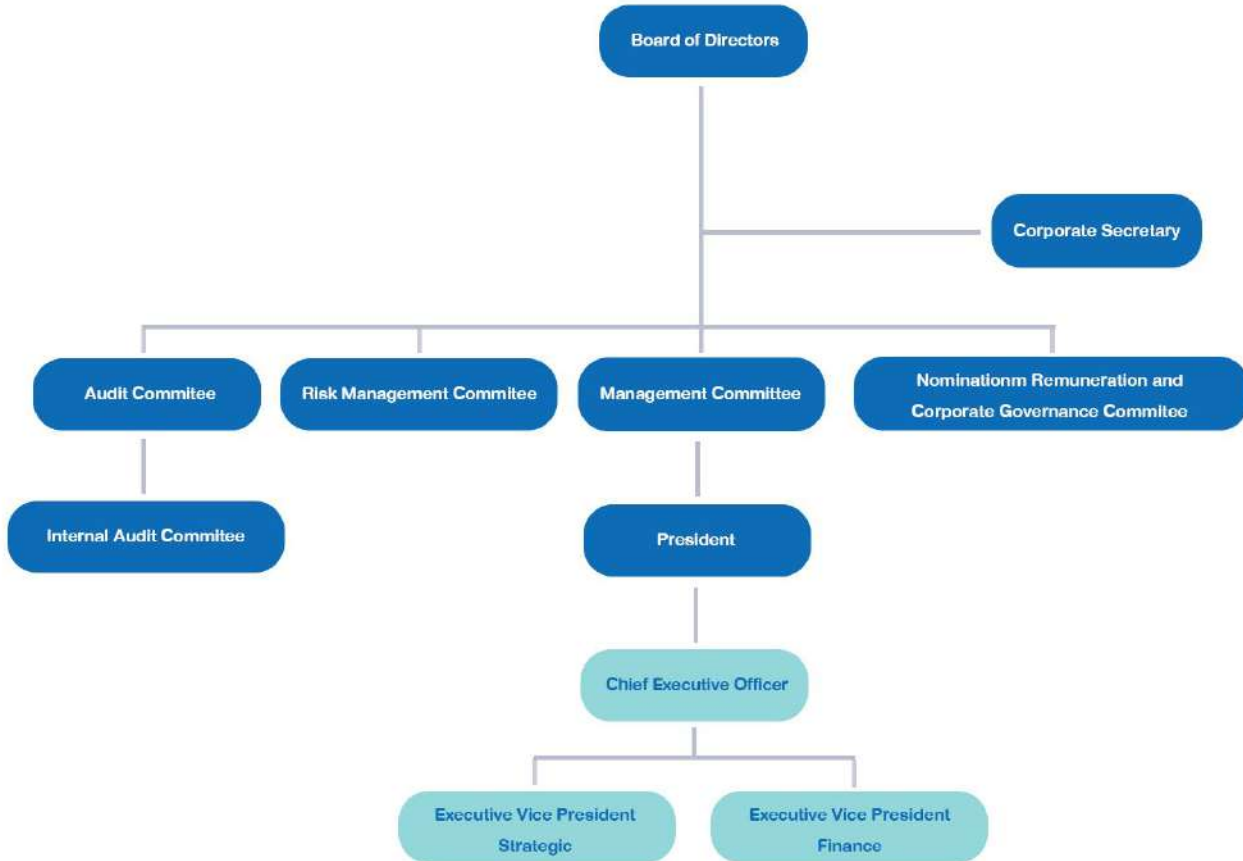 Board of Directors
Corporate Secretary
Audit Commitee
Risk Management Commitee
Management Committee
Nominationm Remuneration and
Corporate Governance Commitee
Internal Audit Commitee
President
Chief Executive Officer
Executive Vice President
Strategic
Executive Vice President
Finance